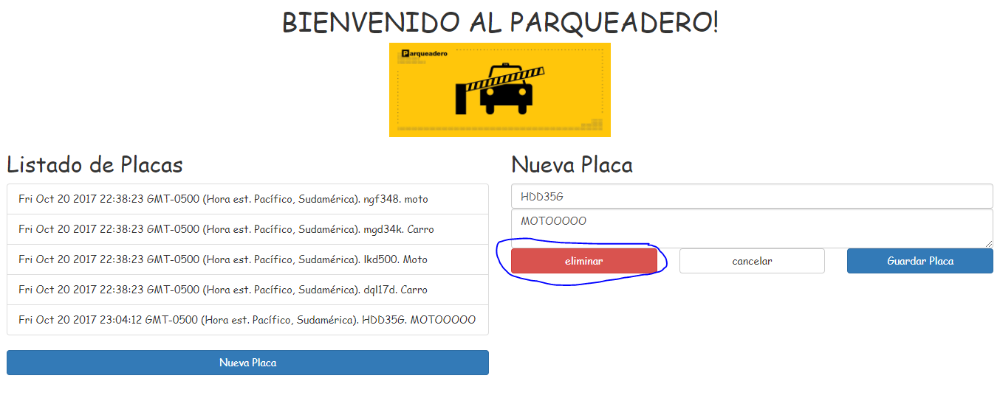 BIENVENIDO AL PARQUEADERO!
Parqueadero
Listado de Placas
Fri Oct 20 2017 22:38:23 GMT-0500 (Hora est. Pacífico, Sudamérica). ngf348. moto
Fri Oct 20 2017 22:38:23 GMT-0500 (Hora est. Pacífico, Sudamérica). mgd34k. Carro
Fri Oct 20 2017 22:38:23 GMT-0500 (Hora est. Pacífico, Sudamérica). lkd500. Moto
Fri Oct 20 2017 22:38:23 GMT-0500 (Hora est. Pacífico, Sudamérica). dql17d. Carro
Fri Oct 20 2017 23:04:12 GMT-0500 (Hora est. Pacífico, Sudamérica). HDD35G. MOTOOOOO
Nueva Placa
Nueva Placa
HDD35G
MOTOOOOO
eliminar
cancelar
Guardar Placa